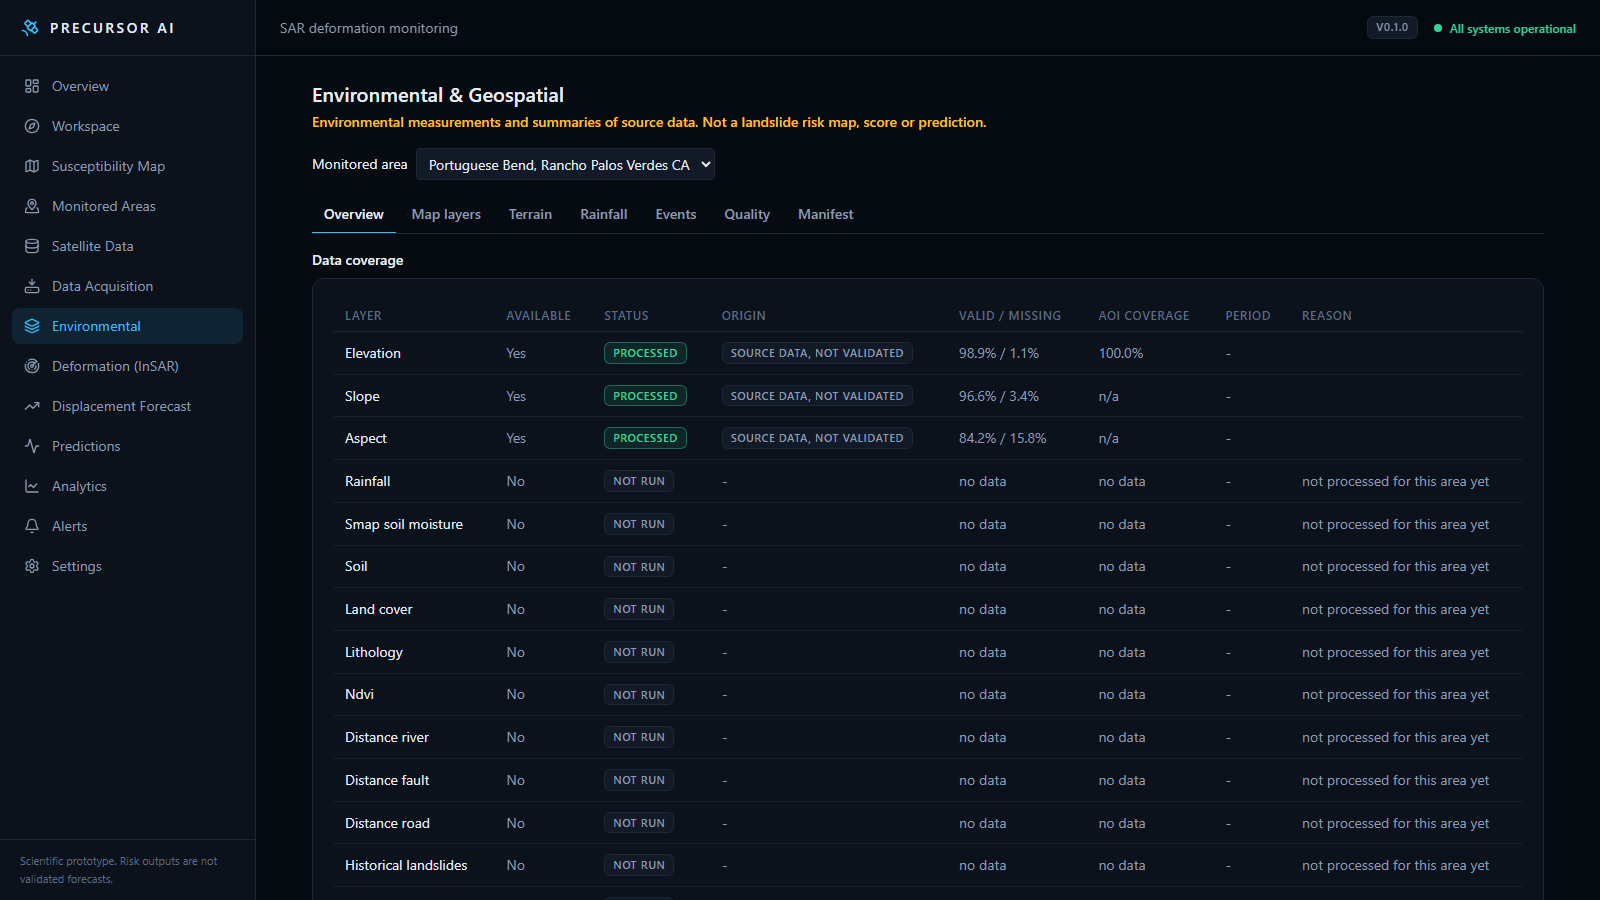 PRECURSOR AI
SAR deformation monitoring
V0.1.0
All systems operational
Overview
Workspace
Susceptibility Map
Monitored Areas
Satellite Data
Data Acquisition
Environmental
Deformation (InSAR)
Displacement Forecast
Predictions
Analytics
Alerts
Settings
Scientific prototype. Risk outputs are not
validated forecasts.
Environmental & Geospatial
Environmental measurements and summaries of source data. Not a landslide risk map, score or prediction.
Monitored area Portuguese Bend, Rancho Palos Verdes CA
Overview Map layers Terrain Rainfall Events Quality Manifest
Data coverage
LAYER AVAILABLE STATUS ORIGIN VALID / MISSING AOI COVERAGE PERIOD REASON
Elevation Yes PROCESSED SOURCE DATA, NOT VALIDATED 98.9% / 1.1% 100.0% -
Slope Yes PROCESSED SOURCE DATA, NOT VALIDATED 96.6% / 3.4% n/a -
Aspect Yes PROCESSED SOURCE DATA, NOT VALIDATED 84.2% / 15.8% n/a -
Rainfall No NOT RUN - no data no data - not processed for this area yet
Smap soil moisture No NOT RUN - no data no data - not processed for this area yet
Soil No NOT RUN - no data no data - not processed for this area yet
Land cover No NOT RUN - no data no data - not processed for this area yet
Lithology No NOT RUN - no data no data - not processed for this area yet
Ndvi No NOT RUN - no data no data - not processed for this area yet
Distance river No NOT RUN - no data no data - not processed for this area yet
Distance fault No NOT RUN - no data no data - not processed for this area yet
Distance road No NOT RUN - no data no data - not processed for this area yet
Historical landslides No NOT RUN - no data no data - not processed for this area yet